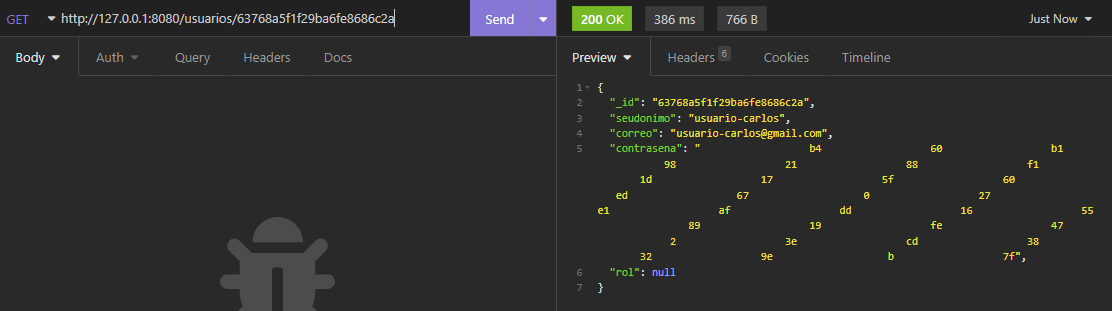 GET http://127.0.0.1:8080/usuarios/63768a5f1f29ba6fe8686c2a Send 200 OK 386 ms 766 B Just Now
Body Auth Query Headers Docs Preview Headers 6 Cookies Timeline
1 {
2 "_id": "63768a5f1f29ba6fe8686c2a",
3 "seudonimo": "usuario-carlos",
4 "correo": "usuario-carlos@gmail.com",
5 "contrasena": " b4 60 b1
98 21 88 f1
1d 17 5f 60
ed 67 0 27
e1 af dd 16 55
89 19 fe 47
2 3e cd 38
32 9e b 7f",
6 "rol": null
7 }